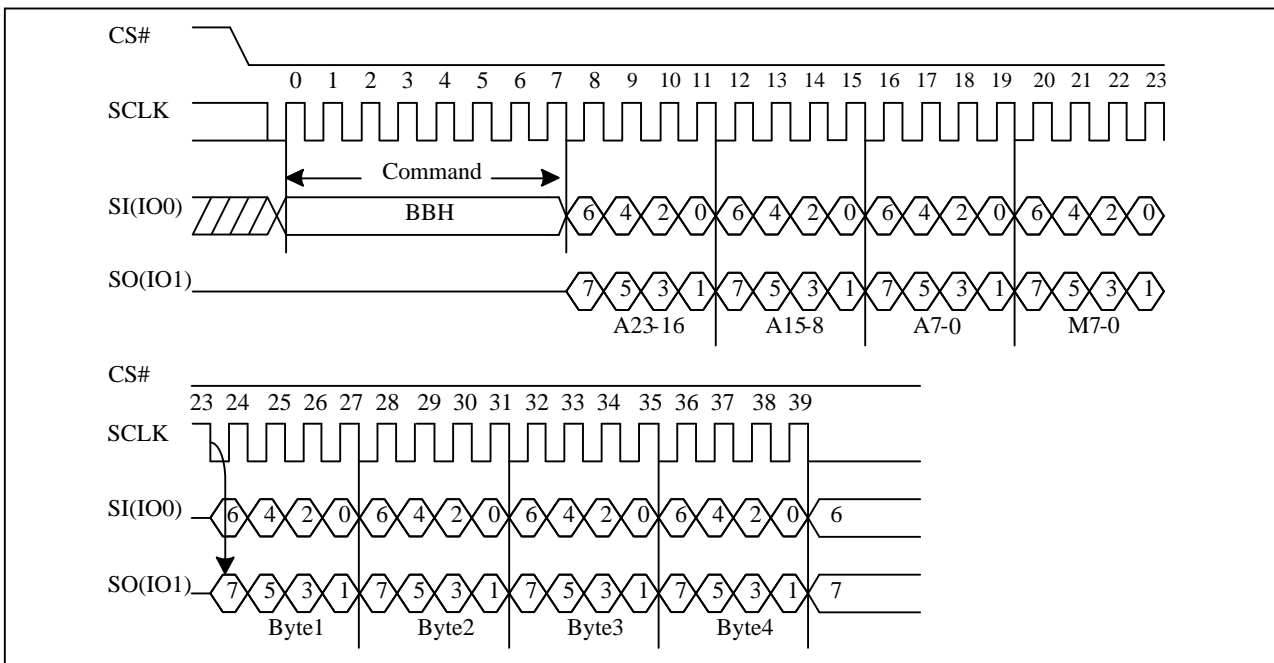 CS#
0 1 2 3 4 5 6 7 8 9 10 11 12 13 14 15 16 17 18 19 20 21 22 23
SCLK
Command
SI(IO0) BBH 6 4 2 0 6 4 2 0 6 4 2 0 6 4 2 0
SO(IO1) 7 5 3 1 7 5 3 1 7 5 3 1 7 5 3 1
A23-16 A15-8 A7-0 M7-0
CS#
23 24 25 26 27 28 29 30 31 32 33 34 35 36 37 38 39
SCLK
SI(IO0) 6 4 2 0 6 4 2 0 6 4 2 0 6 4 2 0 6
SO(IO1) 7 5 3 1 7 5 3 1 7 5 3 1 7 5 3 1 7
Byte1 Byte2 Byte3 Byte4